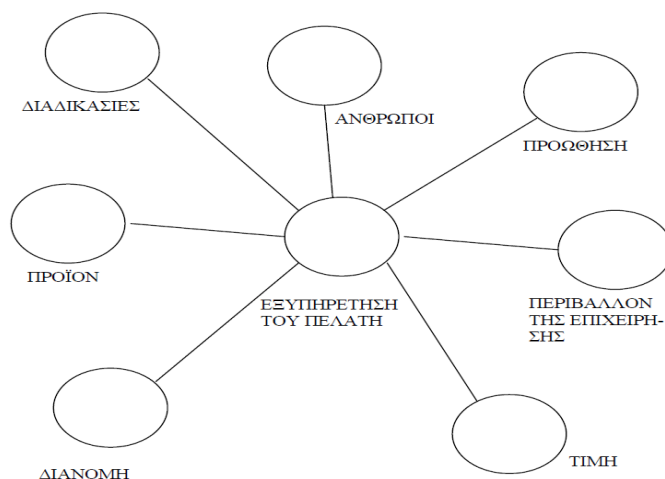 ΔΙΑΔΙΚΑΣΙΕΣ
ΑΝΘΡΩΠΟΙ
ΠΡΟΩΘΗΣΗ
ΠΡΟΪΟΝ
ΕΞΥΠΗΡΕΤΗΣΗ
ΤΟΥ ΠΕΛΑΤΗ
ΠΕΡΙΒΑΛΛΟΝ
ΤΗΣ ΕΠΙΧΕΙΡΗ-
ΣΗΣ
ΔΙΑΝΟΜΗ
ΤΙΜΗ